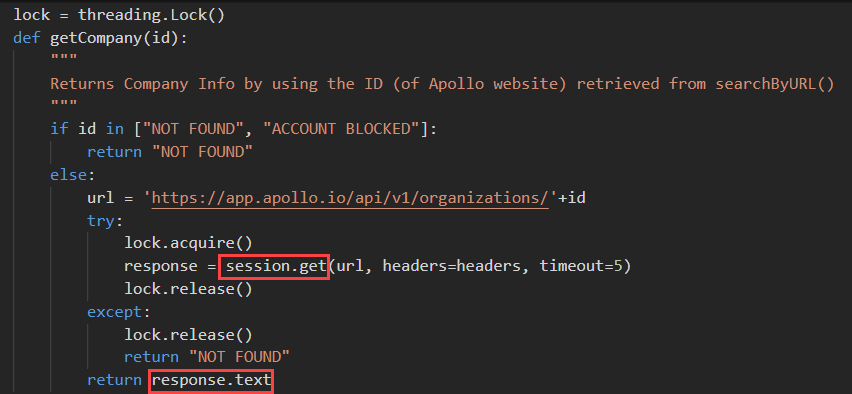 lock = threading.Lock()
def getCompany(id):
    """
    Returns Company Info by using the ID (of Apollo website) retrieved from searchByURL()
    """
    if id in ["NOT FOUND", "ACCOUNT BLOCKED"]:
        return "NOT FOUND"
    else:
        url = 'https://app.apollo.io/api/v1/organizations/'+id
        try:
            lock.acquire()
            response = session.get(url, headers=headers, timeout=5)
            lock.release()
        except:
            lock.release()
            return "NOT FOUND"
        return response.text